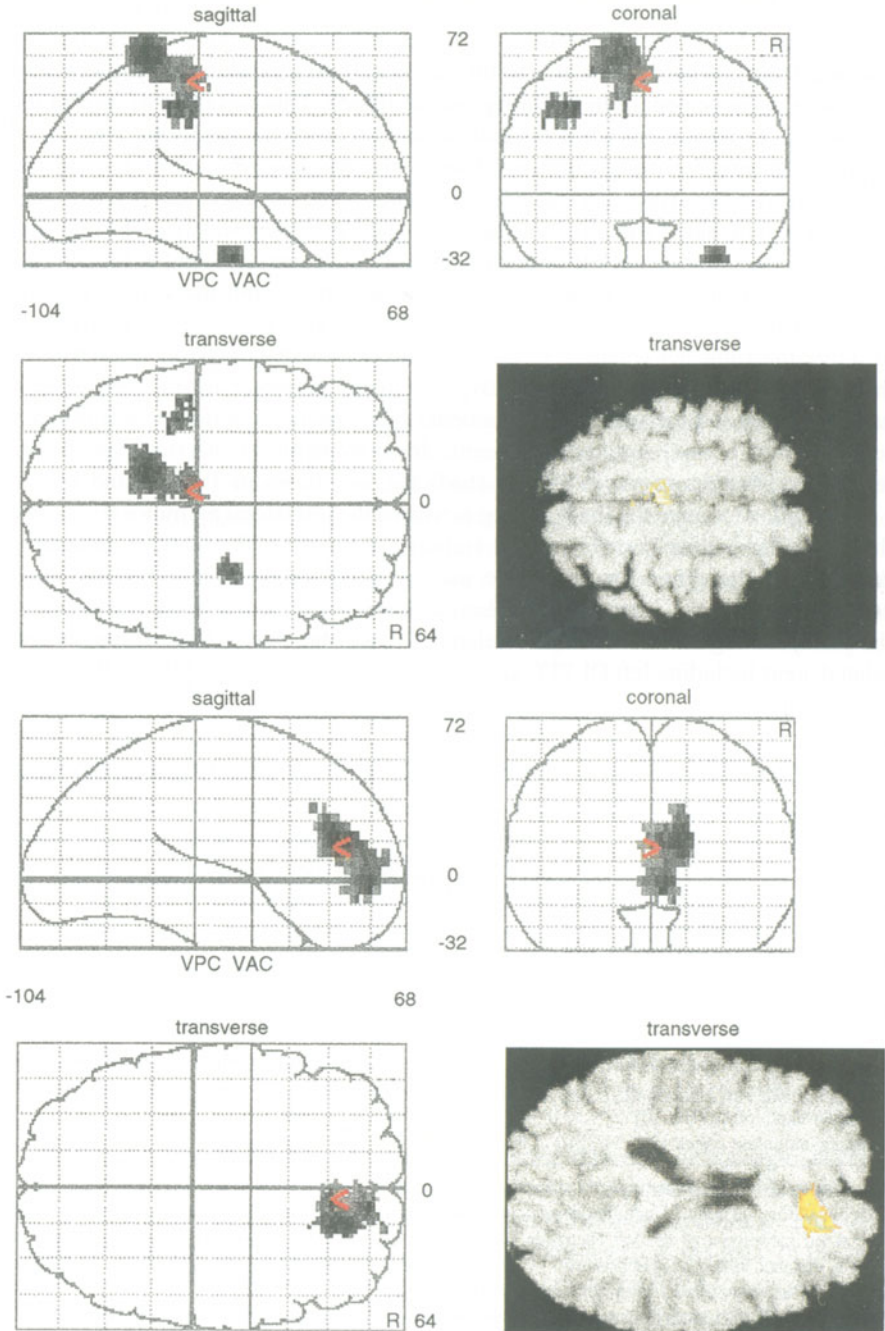 sagittal
coronal
72
R
0
-32
VPC VAC
-104
68
transverse
transverse
0
R
64
sagittal
coronal
72
R
0
-32
VPC VAC
-104
68
transverse
transverse
0
R
64